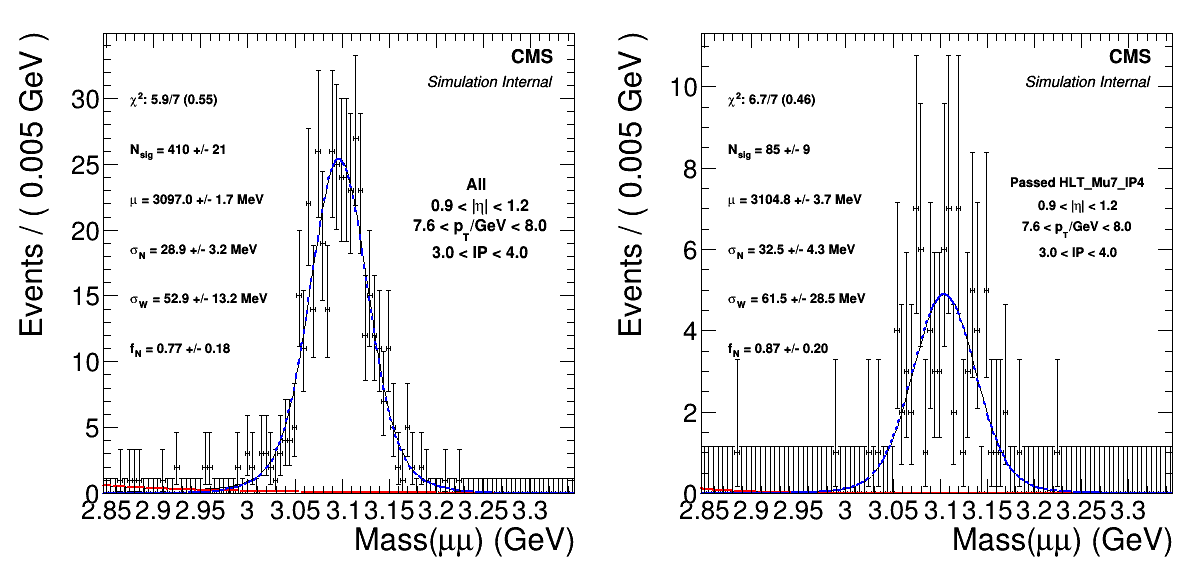 CMS
Simulation Internal
χ²: 5.9/7 (0.55)
N_sig = 410 +/- 21
μ = 3097.0 +/- 1.7 MeV
σ_N = 28.9 +/- 3.2 MeV
σ_W = 52.9 +/- 13.2 MeV
f_N = 0.77 +/- 0.18
All
0.9 < |η| < 1.2
7.6 < p_T/GeV < 8.0
3.0 < IP < 4.0
Events / ( 0.005 GeV )
30
25
20
15
10
5
0
2.85 2.9 2.95 3 3.05 3.1 3.15 3.2 3.25 3.3
Mass(μμ) (GeV)
CMS
Simulation Internal
χ²: 6.7/7 (0.46)
N_sig = 85 +/- 9
μ = 3104.8 +/- 3.7 MeV
σ_N = 32.5 +/- 4.3 MeV
σ_W = 61.5 +/- 28.5 MeV
f_N = 0.87 +/- 0.20
Passed HLT_Mu7_IP4
0.9 < |η| < 1.2
7.6 < p_T/GeV < 8.0
3.0 < IP < 4.0
Events / ( 0.005 GeV )
10
8
6
4
2
0
2.85 2.9 2.95 3 3.05 3.1 3.15 3.2 3.25 3.3
Mass(μμ) (GeV)